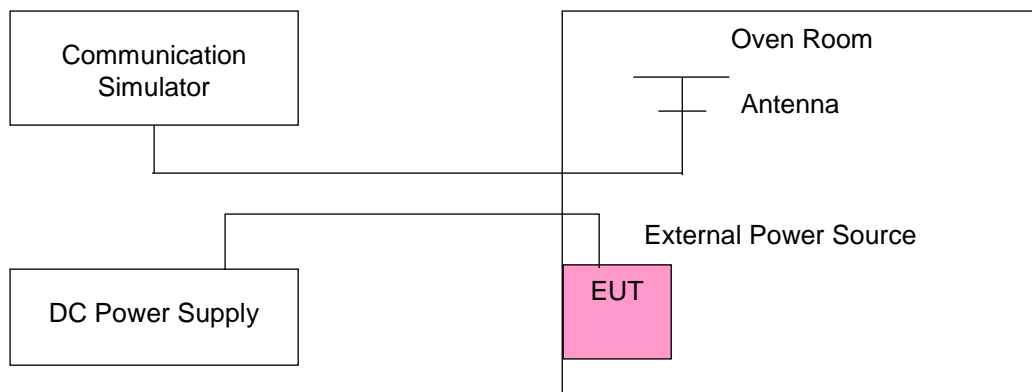 Communication
Simulator
Oven Room
Antenna
External Power Source
EUT
DC Power Supply